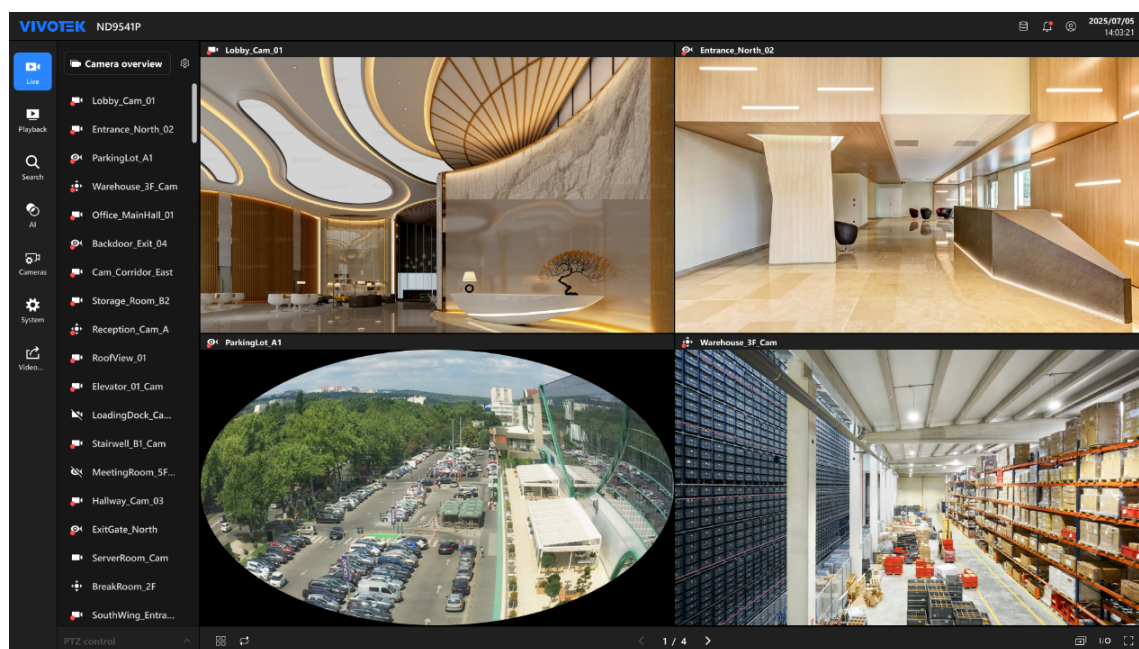 VIVOTEK ND9541P
2025/07/05
14:03:21
Live
Playback
Search
AI
Cameras
System
Video...
Camera overview
Lobby_Cam_01
Entrance_North_02
ParkingLot_A1
Warehouse_3F_Cam
Office_MainHall_01
Backdoor_Exit_04
Cam_Corridor_East
Storage_Room_B2
Reception_Cam_A
RoofView_01
Elevator_01_Cam
LoadingDock_Ca...
Stairwell_B1_Cam
MeetingRoom_5F...
Hallway_Cam_03
ExitGate_North
ServerRoom_Cam
BreakRoom_2F
SouthWing_Entra...
PTZ control
Lobby_Cam_01
Entrance_North_02
ParkingLot_A1
Warehouse_3F_Cam
1 / 4
I/O